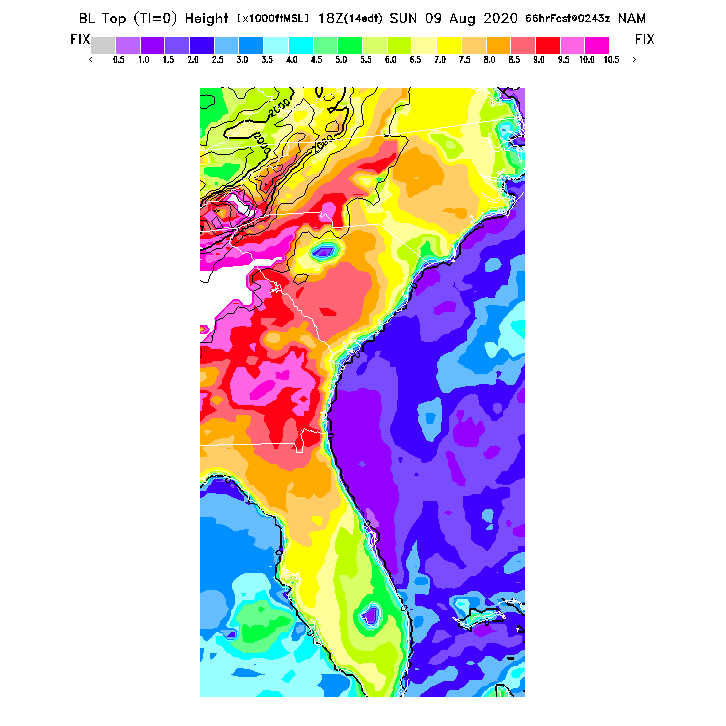 BL Top (TI=0) Height [x1000ftMSL] 18Z(14edt) SUN 09 Aug 2020 66hrFcst@0243z NAM
FIX FIX
< 0.5 1.0 1.5 2.0 2.5 3.0 3.5 4.0 4.5 5.0 5.5 6.0 6.5 7.0 7.5 8.0 8.5 9.0 9.5 10.0 10.5 >
2000
2000
2000